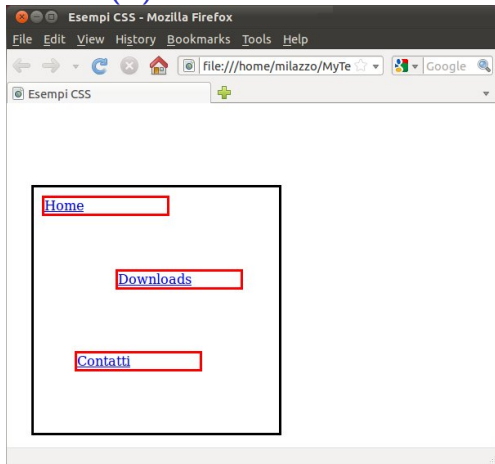 Esempi CSS - Mozilla Firefox
File Edit View History Bookmarks Tools Help
file:///home/milazzo/MyTe Google
Esempi CSS
Home
Downloads
Contatti